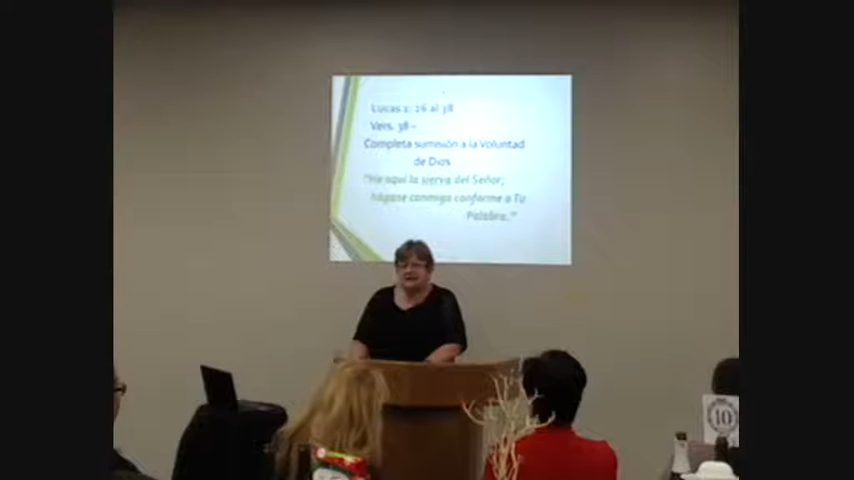 Lucas 1: 26 al 38
Vers. 38 –
Completa sumisión a la Voluntad
de Dios
"He aquí la sierva del Señor;
hágase conmigo conforme a Tu
Palabra."
10